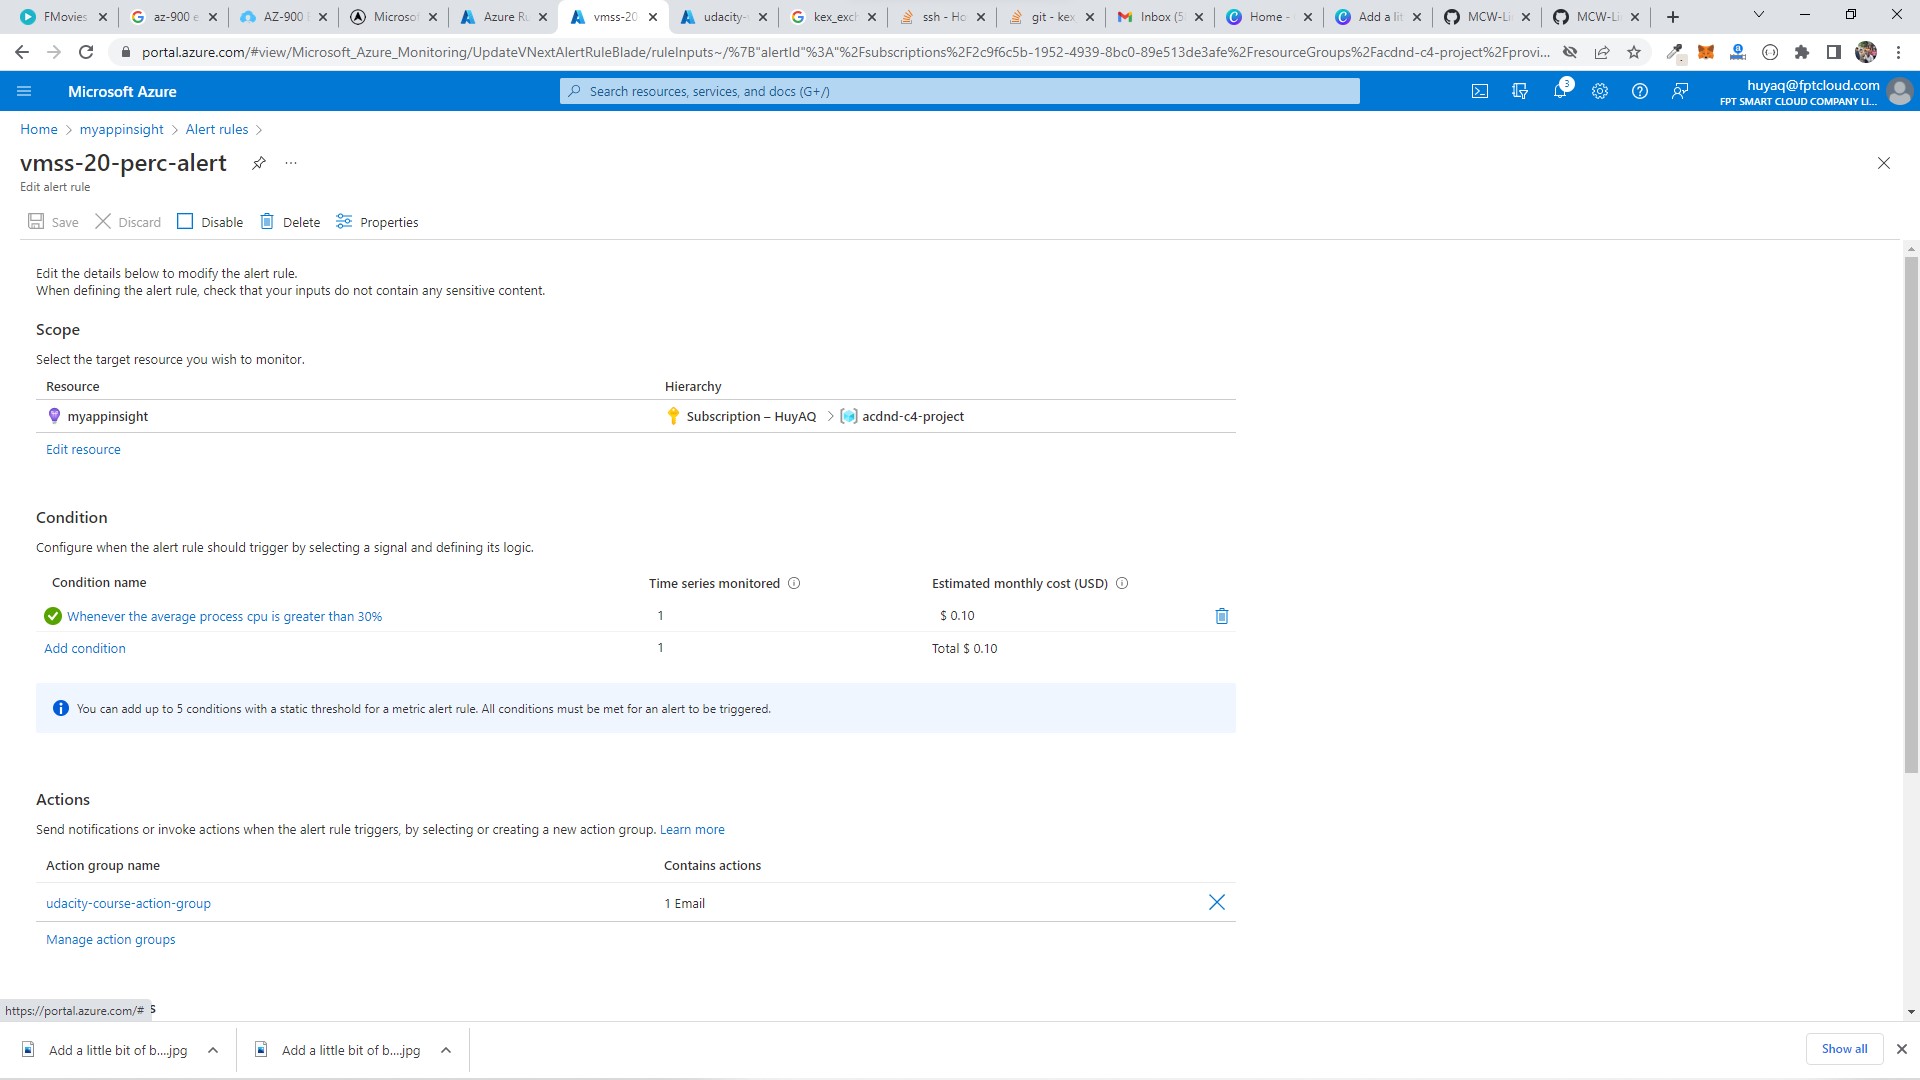 FMovies
az-900 e
AZ-900 
Microsof
Azure Ru
vmss-20
udacity-
kex_exch
ssh - Ho
git - kex
Inbox (5
Home -
Add a lit
MCW-Li
MCW-Li
portal.azure.com/#view/Microsoft_Azure_Monitoring/UpdateVNextAlertRuleBlade/ruleInputs~/%7B"alertId"%3A"%2Fsubscriptions%2F2c9f6c5b-1952-4939-8bc0-89e513de3afe%2FresourceGroups%2Facdnd-c4-project%2Fprovi...
Microsoft Azure
Search resources, services, and docs (G+/)
3
huyaq@fptcloud.com
FPT SMART CLOUD COMPANY LI...
Home > myappinsight > Alert rules >
vmss-20-perc-alert ...
Edit alert rule
Save Discard Disable Delete Properties
Edit the details below to modify the alert rule.
When defining the alert rule, check that your inputs do not contain any sensitive content.
Scope
Select the target resource you wish to monitor.
Resource Hierarchy
myappinsight Subscription – HuyAQ > acdnd-c4-project
Edit resource
Condition
Configure when the alert rule should trigger by selecting a signal and defining its logic.
Condition name Time series monitored Estimated monthly cost (USD)
Whenever the average process cpu is greater than 30% 1 $ 0.10
Add condition 1 Total $ 0.10
You can add up to 5 conditions with a static threshold for a metric alert rule. All conditions must be met for an alert to be triggered.
Actions
Send notifications or invoke actions when the alert rule triggers, by selecting or creating a new action group. Learn more
Action group name Contains actions
udacity-course-action-group 1 Email
Manage action groups
https://portal.azure.com/# s
Add a little bit of b....jpg
Add a little bit of b....jpg
Show all